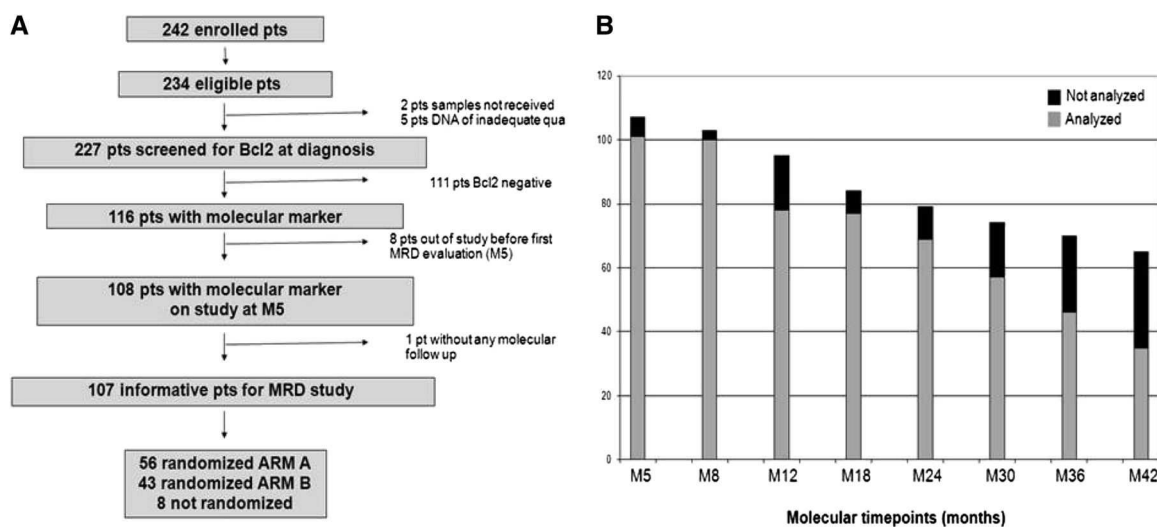 A
242 enrolled pts
234 eligible pts
2 pts samples not received
5 pts DNA of inadequate qua
227 pts screened for Bcl2 at diagnosis
111 pts Bcl2 negative
116 pts with molecular marker
8 pts out of study before first
MRD evaluation (M5)
108 pts with molecular marker
on study at M5
1 pt without any molecular
follow up
107 informative pts for MRD study
56 randomized ARM A
43 randomized ARM B
8 not randomized
B
120
100
80
60
40
20
0
Not analyzed
Analyzed
M5 M8 M12 M18 M24 M30 M36 M42
Molecular timepoints (months)